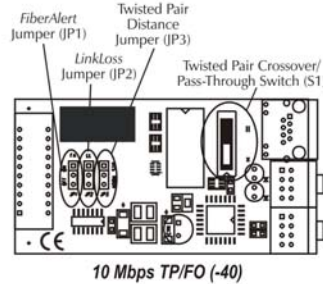 FiberAlert
Jumper (JP1)
LinkLoss
Jumper (JP2)
Twisted Pair
Distance
Jumper (JP3)
Twisted Pair Crossover/
Pass-Through Switch (S1
CE
10 Mbps TP/FO (-40)